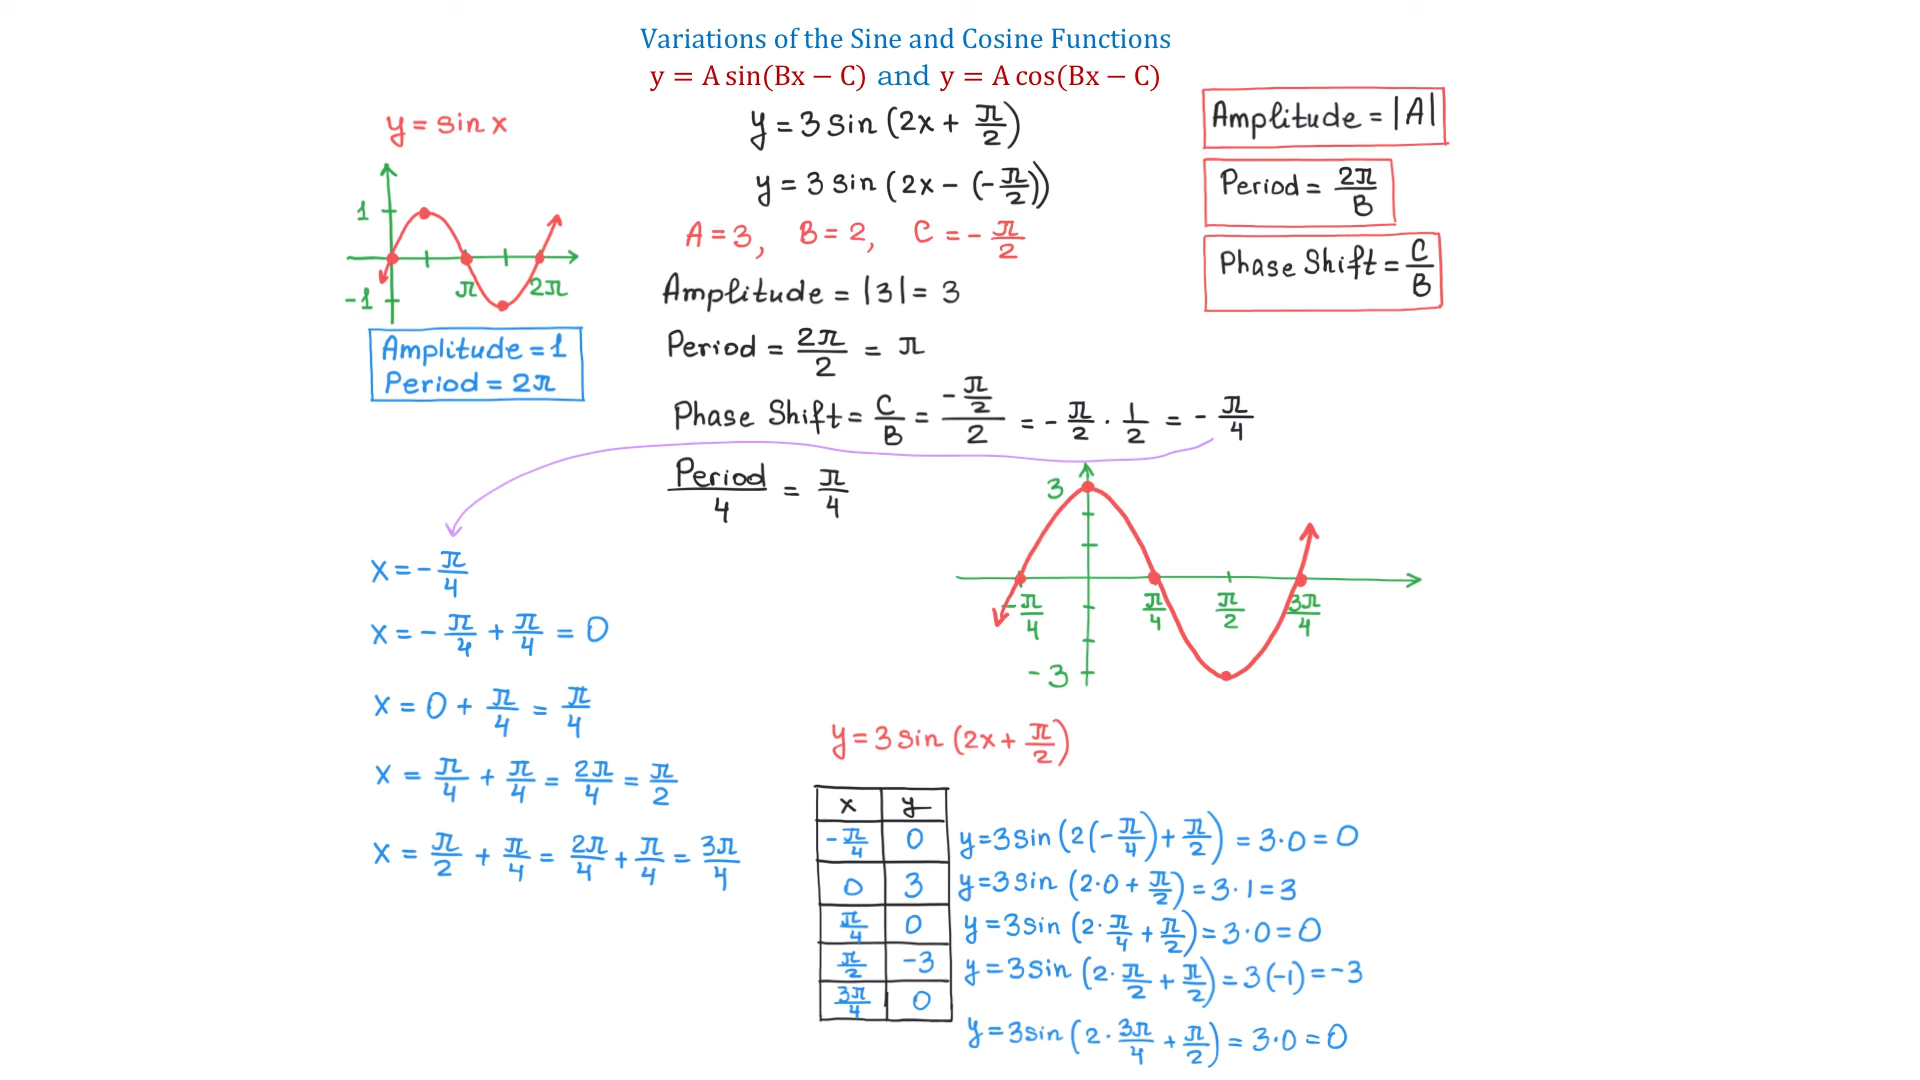 Variations of the Sine and Cosine Functions
y = A sin(Bx − C) and y = A cos(Bx − C)
y = sin x
1
-1
π
2π
Amplitude = 1
Period = 2π
y = 3 sin (2x + π/2)
y = 3 sin (2x - (-π/2))
A = 3, B = 2, C = - π/2
Amplitude = |3| = 3
Period = 2π/2 = π
Phase Shift = C/B = (-π/2)/2 = - π/2 · 1/2 = - π/4
Period/4 = π/4
Amplitude = |A|
Period = 2π/B
Phase Shift = C/B
x = - π/4
x = - π/4 + π/4 = 0
x = 0 + π/4 = π/4
x = π/4 + π/4 = 2π/4 = π/2
x = π/2 + π/4 = 2π/4 + π/4 = 3π/4
3
-π/4 π/4 π/2 3π/4
-3
y = 3 sin (2x + π/2)
x y
-π/4 0 y = 3 sin (2(-π/4) + π/2) = 3·0 = 0
0 3 y = 3 sin (2·0 + π/2) = 3·1 = 3
π/4 0 y = 3 sin (2·π/4 + π/2) = 3·0 = 0
π/2 -3 y = 3 sin (2·π/2 + π/2) = 3(-1) = -3
3π/4 0 y = 3 sin (2·3π/4 + π/2) = 3·0 = 0